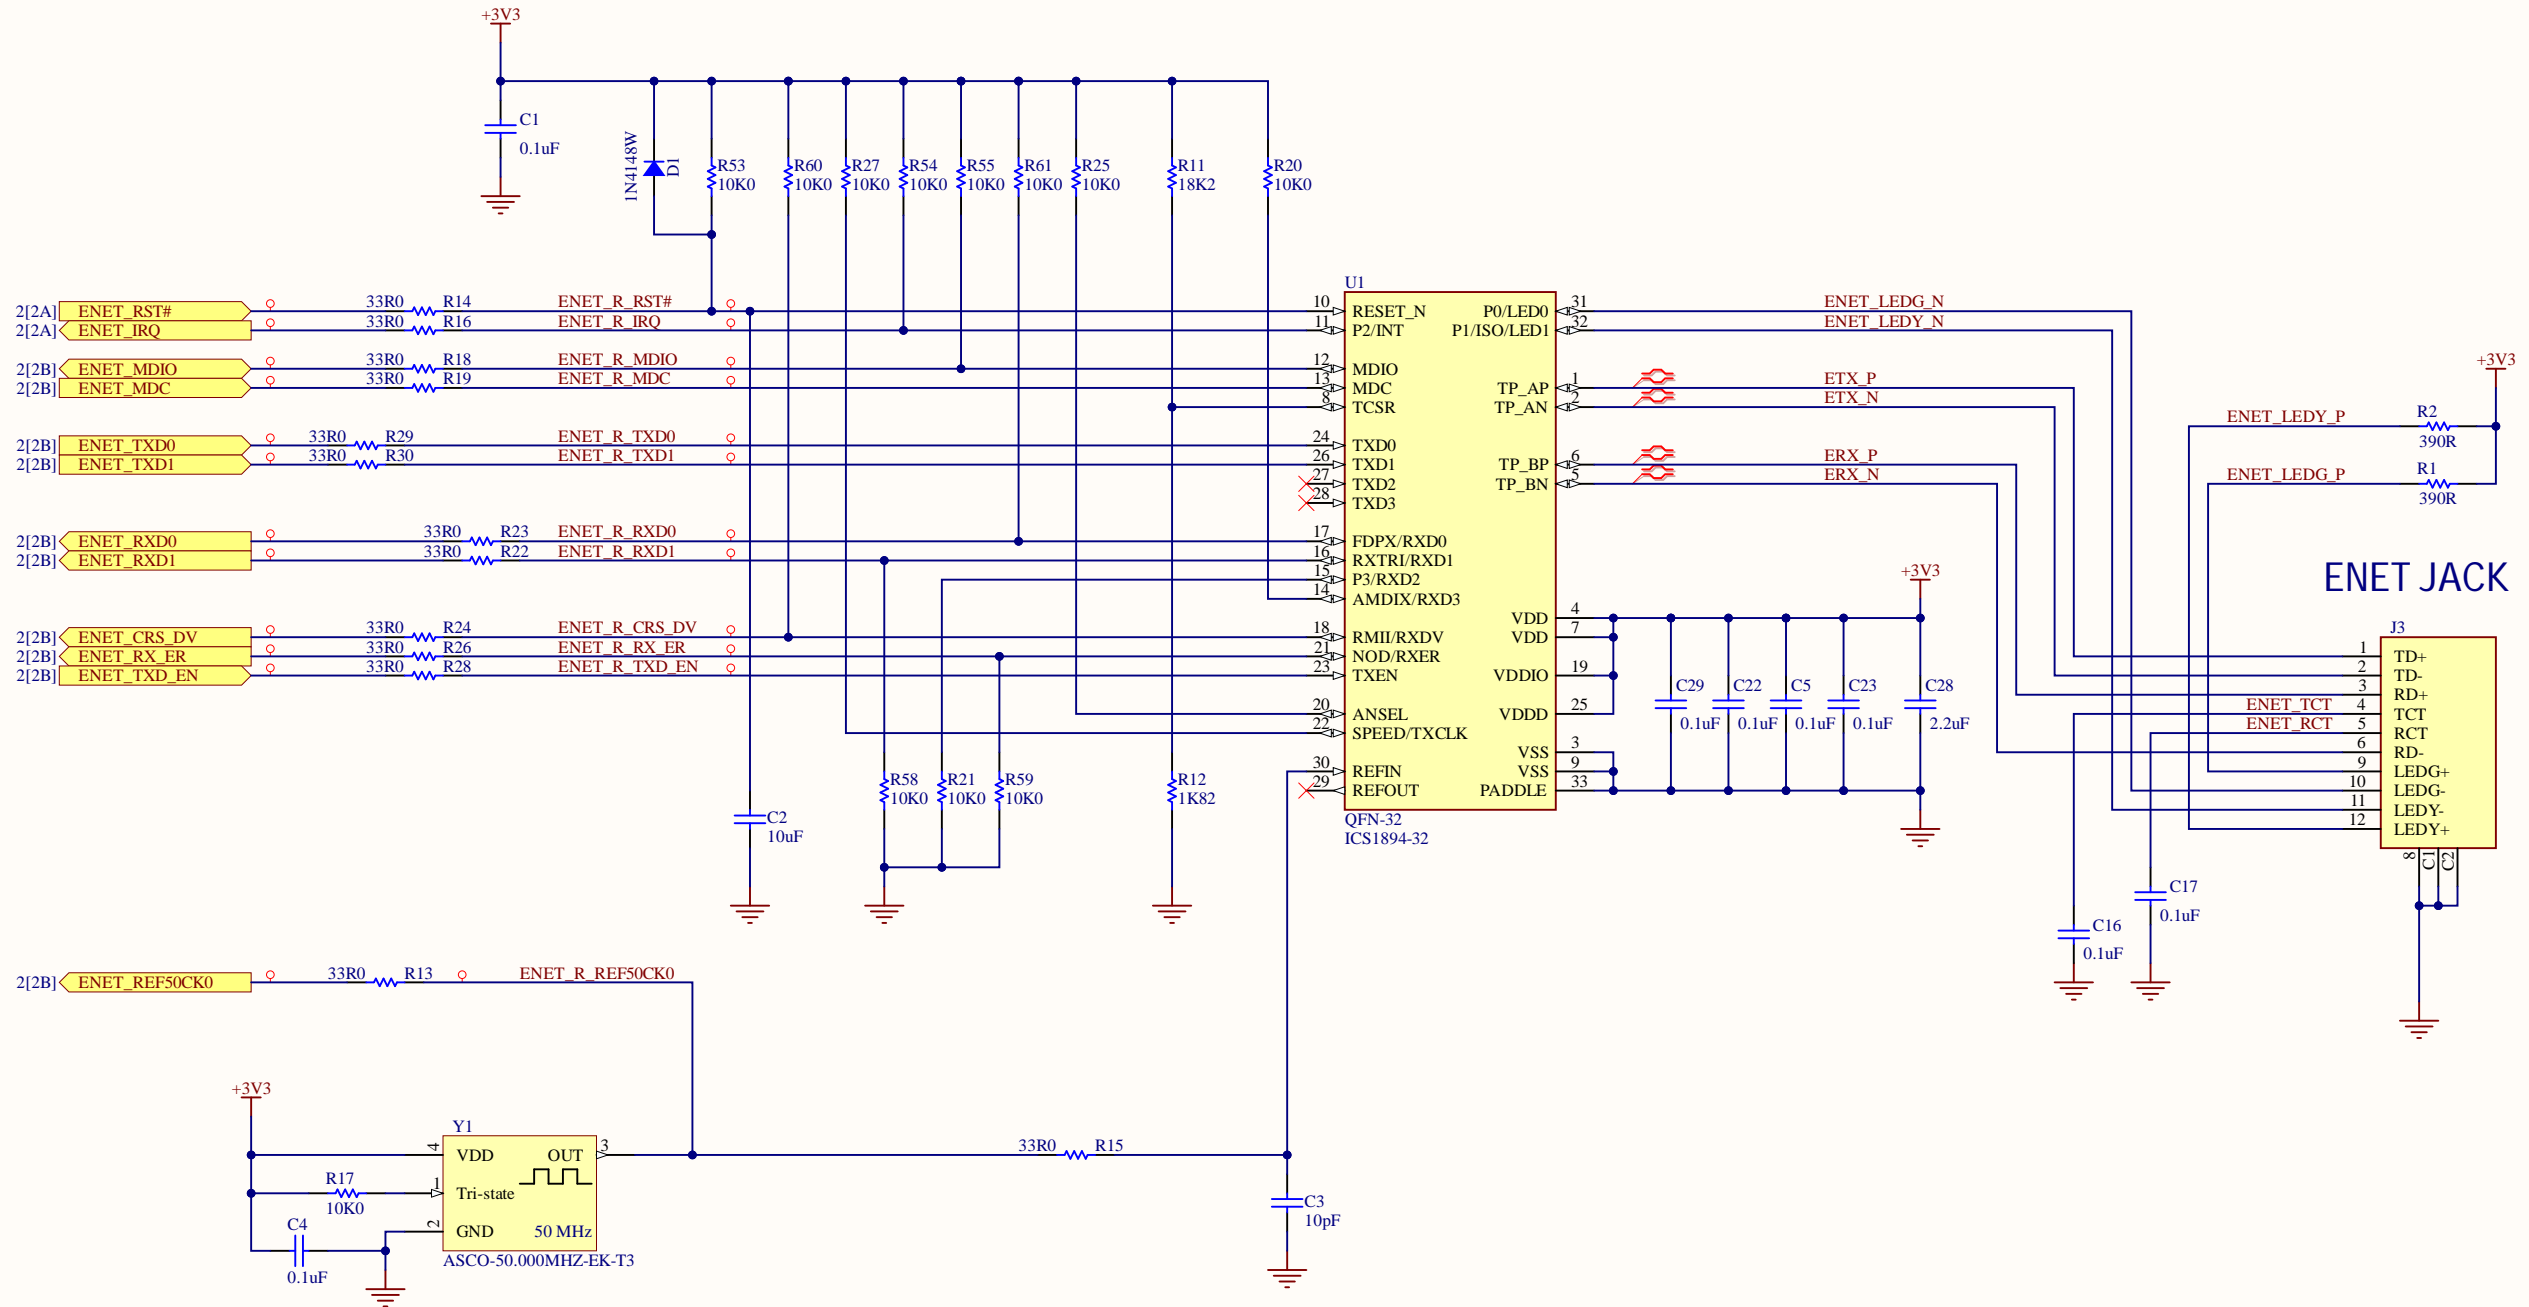 +3V3
C1
0.1uF
1N4148W
D1
R53
10K0
R60
10K0
R27
10K0
R54
10K0
R55
10K0
R61
10K0
R25
10K0
R11
18K2
R20
10K0
2[2A] ENET_RST# 33R0 R14 ENET_R_RST#
2[2A] ENET_IRQ 33R0 R16 ENET_R_IRQ
2[2B] ENET_MDIO 33R0 R18 ENET_R_MDIO
2[2B] ENET_MDC 33R0 R19 ENET_R_MDC
2[2B] ENET_TXD0 33R0 R29 ENET_R_TXD0
2[2B] ENET_TXD1 33R0 R30 ENET_R_TXD1
2[2B] ENET_RXD0 33R0 R23 ENET_R_RXD0
2[2B] ENET_RXD1 33R0 R22 ENET_R_RXD1
2[2B] ENET_CRS_DV 33R0 R24 ENET_R_CRS_DV
2[2B] ENET_RX_ER 33R0 R26 ENET_R_RX_ER
2[2B] ENET_TXD_EN 33R0 R28 ENET_R_TXD_EN
U1
10 RESET_N
11 P2/INT
12 MDIO
13 MDC
8 TCSR
24 TXD0
26 TXD1
27 TXD2
28 TXD3
17 FDPX/RXD0
16 RXTRI/RXD1
15 P3/RXD2
14 AMDIX/RXD3
18 RMII/RXDV
21 NOD/RXER
23 TXEN
20 ANSEL
22 SPEED/TXCLK
30 REFIN
29 REFOUT
P0/LED0 31 ENET_LEDG_N
P1/ISO/LED1 32 ENET_LEDY_N
TP_AP 1 ETX_P
TP_AN 2 ETX_N
TP_BP 6 ERX_P
TP_BN 5 ERX_N
VDD 4
VDD 7
VDDIO 19
VDDD 25
VSS 3
VSS 9
PADDLE 33
QFN-32
ICS1894-32
+3V3
C29
0.1uF
C22
0.1uF
C5
0.1uF
C23
0.1uF
C28
2.2uF
+3V3
ENET_LEDY_P R2
390R
ENET_LEDG_P R1
390R
ENET JACK
J3
1 TD+
2 TD-
3 RD+
ENET_TCT 4 TCT
ENET_RCT 5 RCT
6 RD-
9 LEDG+
10 LEDG-
11 LEDY-
12 LEDY+
8
C1
C2
C17
0.1uF
C16
0.1uF
R58
10K0
R21
10K0
R59
10K0
R12
1K82
C2
10uF
2[2B] ENET_REF50CK0 33R0 R13 ENET_R_REF50CK0
+3V3
Y1
4 VDD OUT 3
R17
10K0
1 Tri-state
2 GND 50 MHz
C4
0.1uF
ASCO-50.000MHZ-EK-T3
33R0 R15
C3
10pF